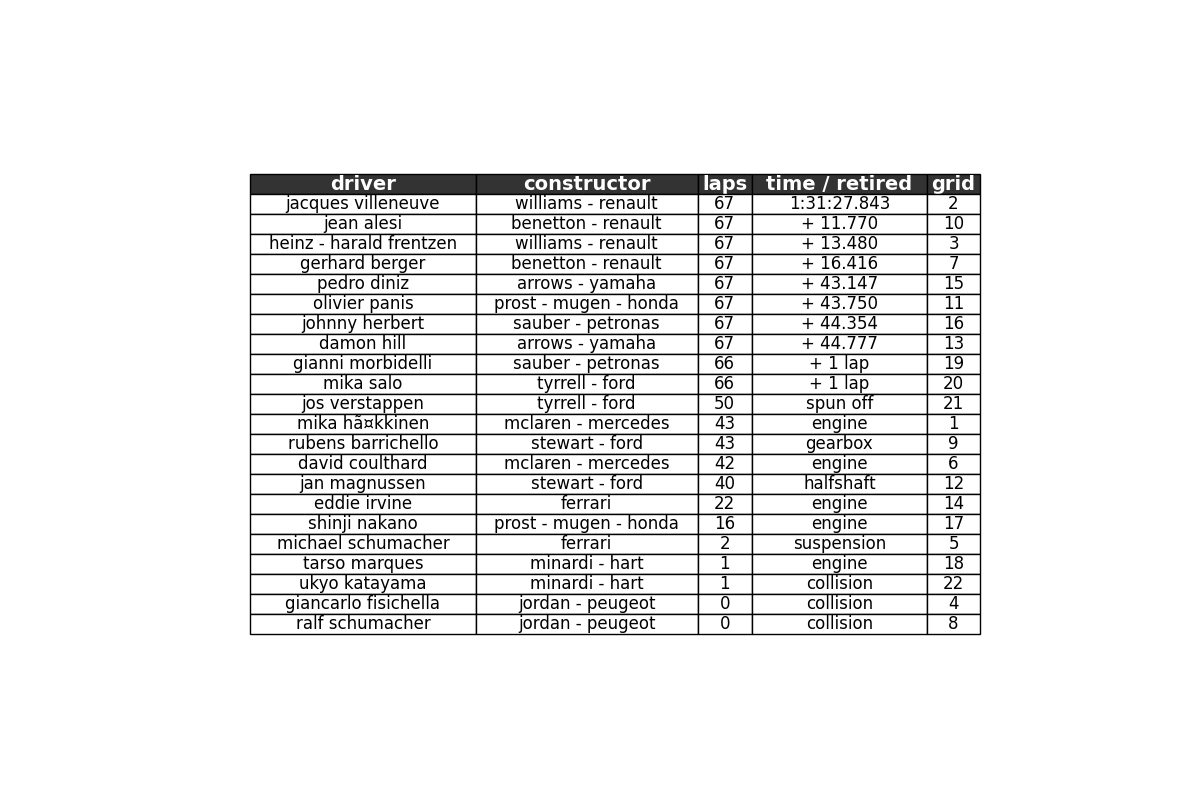 driver constructor laps time / retired grid
jacques villeneuve williams - renault 67 1:31:27.843 2
jean alesi benetton - renault 67 + 11.770 10
heinz - harald frentzen williams - renault 67 + 13.480 3
gerhard berger benetton - renault 67 + 16.416 7
pedro diniz arrows - yamaha 67 + 43.147 15
olivier panis prost - mugen - honda 67 + 43.750 11
johnny herbert sauber - petronas 67 + 44.354 16
damon hill arrows - yamaha 67 + 44.777 13
gianni morbidelli sauber - petronas 66 + 1 lap 19
mika salo tyrrell - ford 66 + 1 lap 20
jos verstappen tyrrell - ford 50 spun off 21
mika hã¤kkinen mclaren - mercedes 43 engine 1
rubens barrichello stewart - ford 43 gearbox 9
david coulthard mclaren - mercedes 42 engine 6
jan magnussen stewart - ford 40 halfshaft 12
eddie irvine ferrari 22 engine 14
shinji nakano prost - mugen - honda 16 engine 17
michael schumacher ferrari 2 suspension 5
tarso marques minardi - hart 1 engine 18
ukyo katayama minardi - hart 1 collision 22
giancarlo fisichella jordan - peugeot 0 collision 4
ralf schumacher jordan - peugeot 0 collision 8